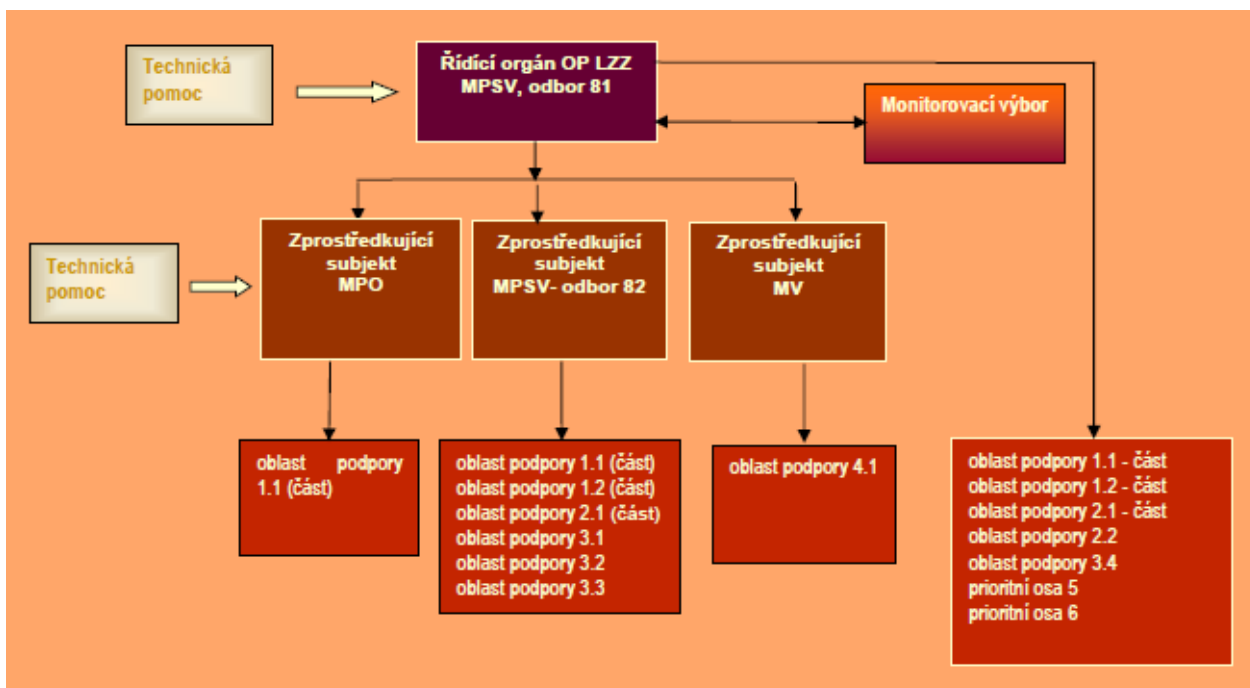 Technická
pomoc
Řídící orgán OP LZZ
MPSV, odbor 81
Monitorovací výbor
Technická
pomoc
Zprostředkující
subjekt
MPO
Zprostředkující
subjekt
MPSV- odbor 82
Zprostředkující
subjekt
MV
oblast podpory
1.1 (část)
oblast podpory 1.1 (část)
oblast podpory 1.2 (část)
oblast podpory 2.1 (část)
oblast podpory 3.1
oblast podpory 3.2
oblast podpory 3.3
oblast podpory 4.1
oblast podpory 1.1 - část
oblast podpory 1.2 - část
oblast podpory 2.1 - část
oblast podpory 2.2
oblast podpory 3.4
prioritní osa 5
prioritní osa 6